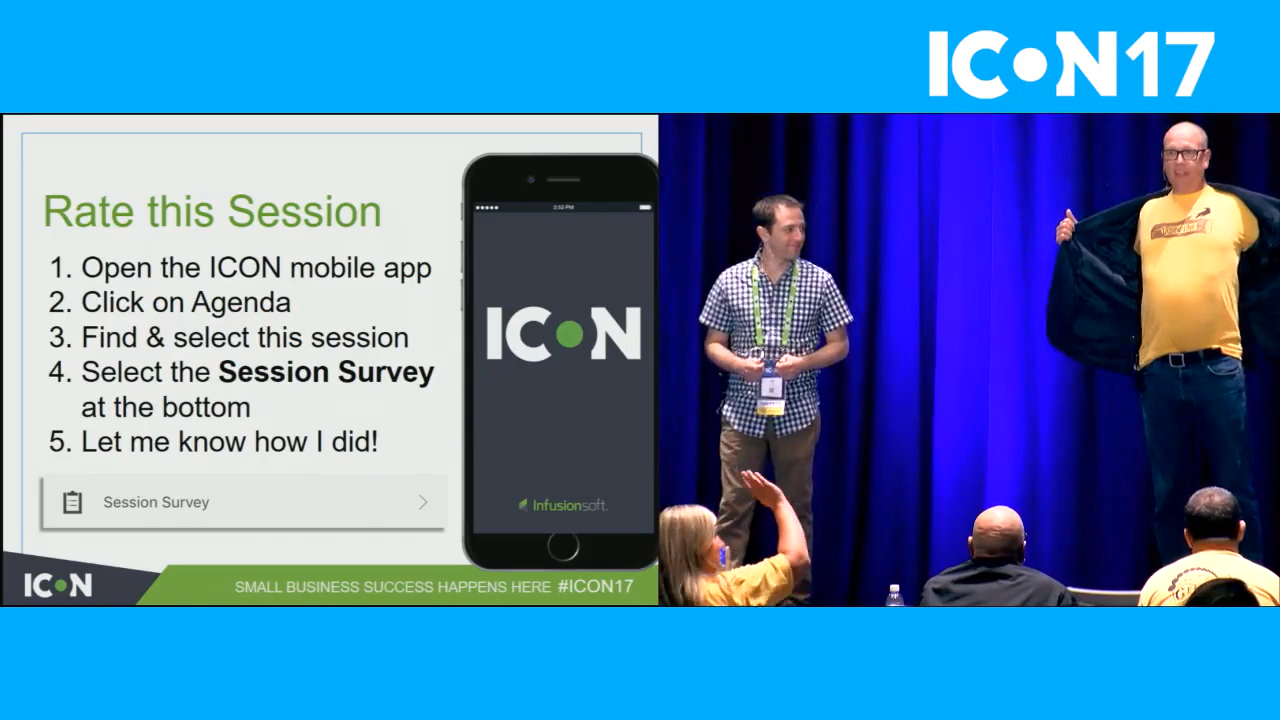 ICON17
Rate this Session
1. Open the ICON mobile app
2. Click on Agenda
3. Find & select this session
4. Select the Session Survey
at the bottom
5. Let me know how I did!
Session Survey
2:52 PM
ICON
Infusionsoft.
ICON
SMALL BUSINESS SUCCESS HAPPENS HERE #ICON17